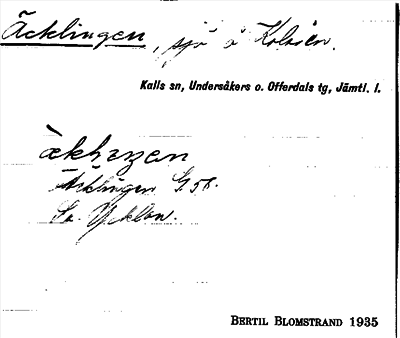 Äcklingen, sjö å Kolåsen.
Kalls sn, Undersåkers o. Offerdals tg, Jämtl. l.
Äcklingen G 58.
Bertil Blomstrand 1935